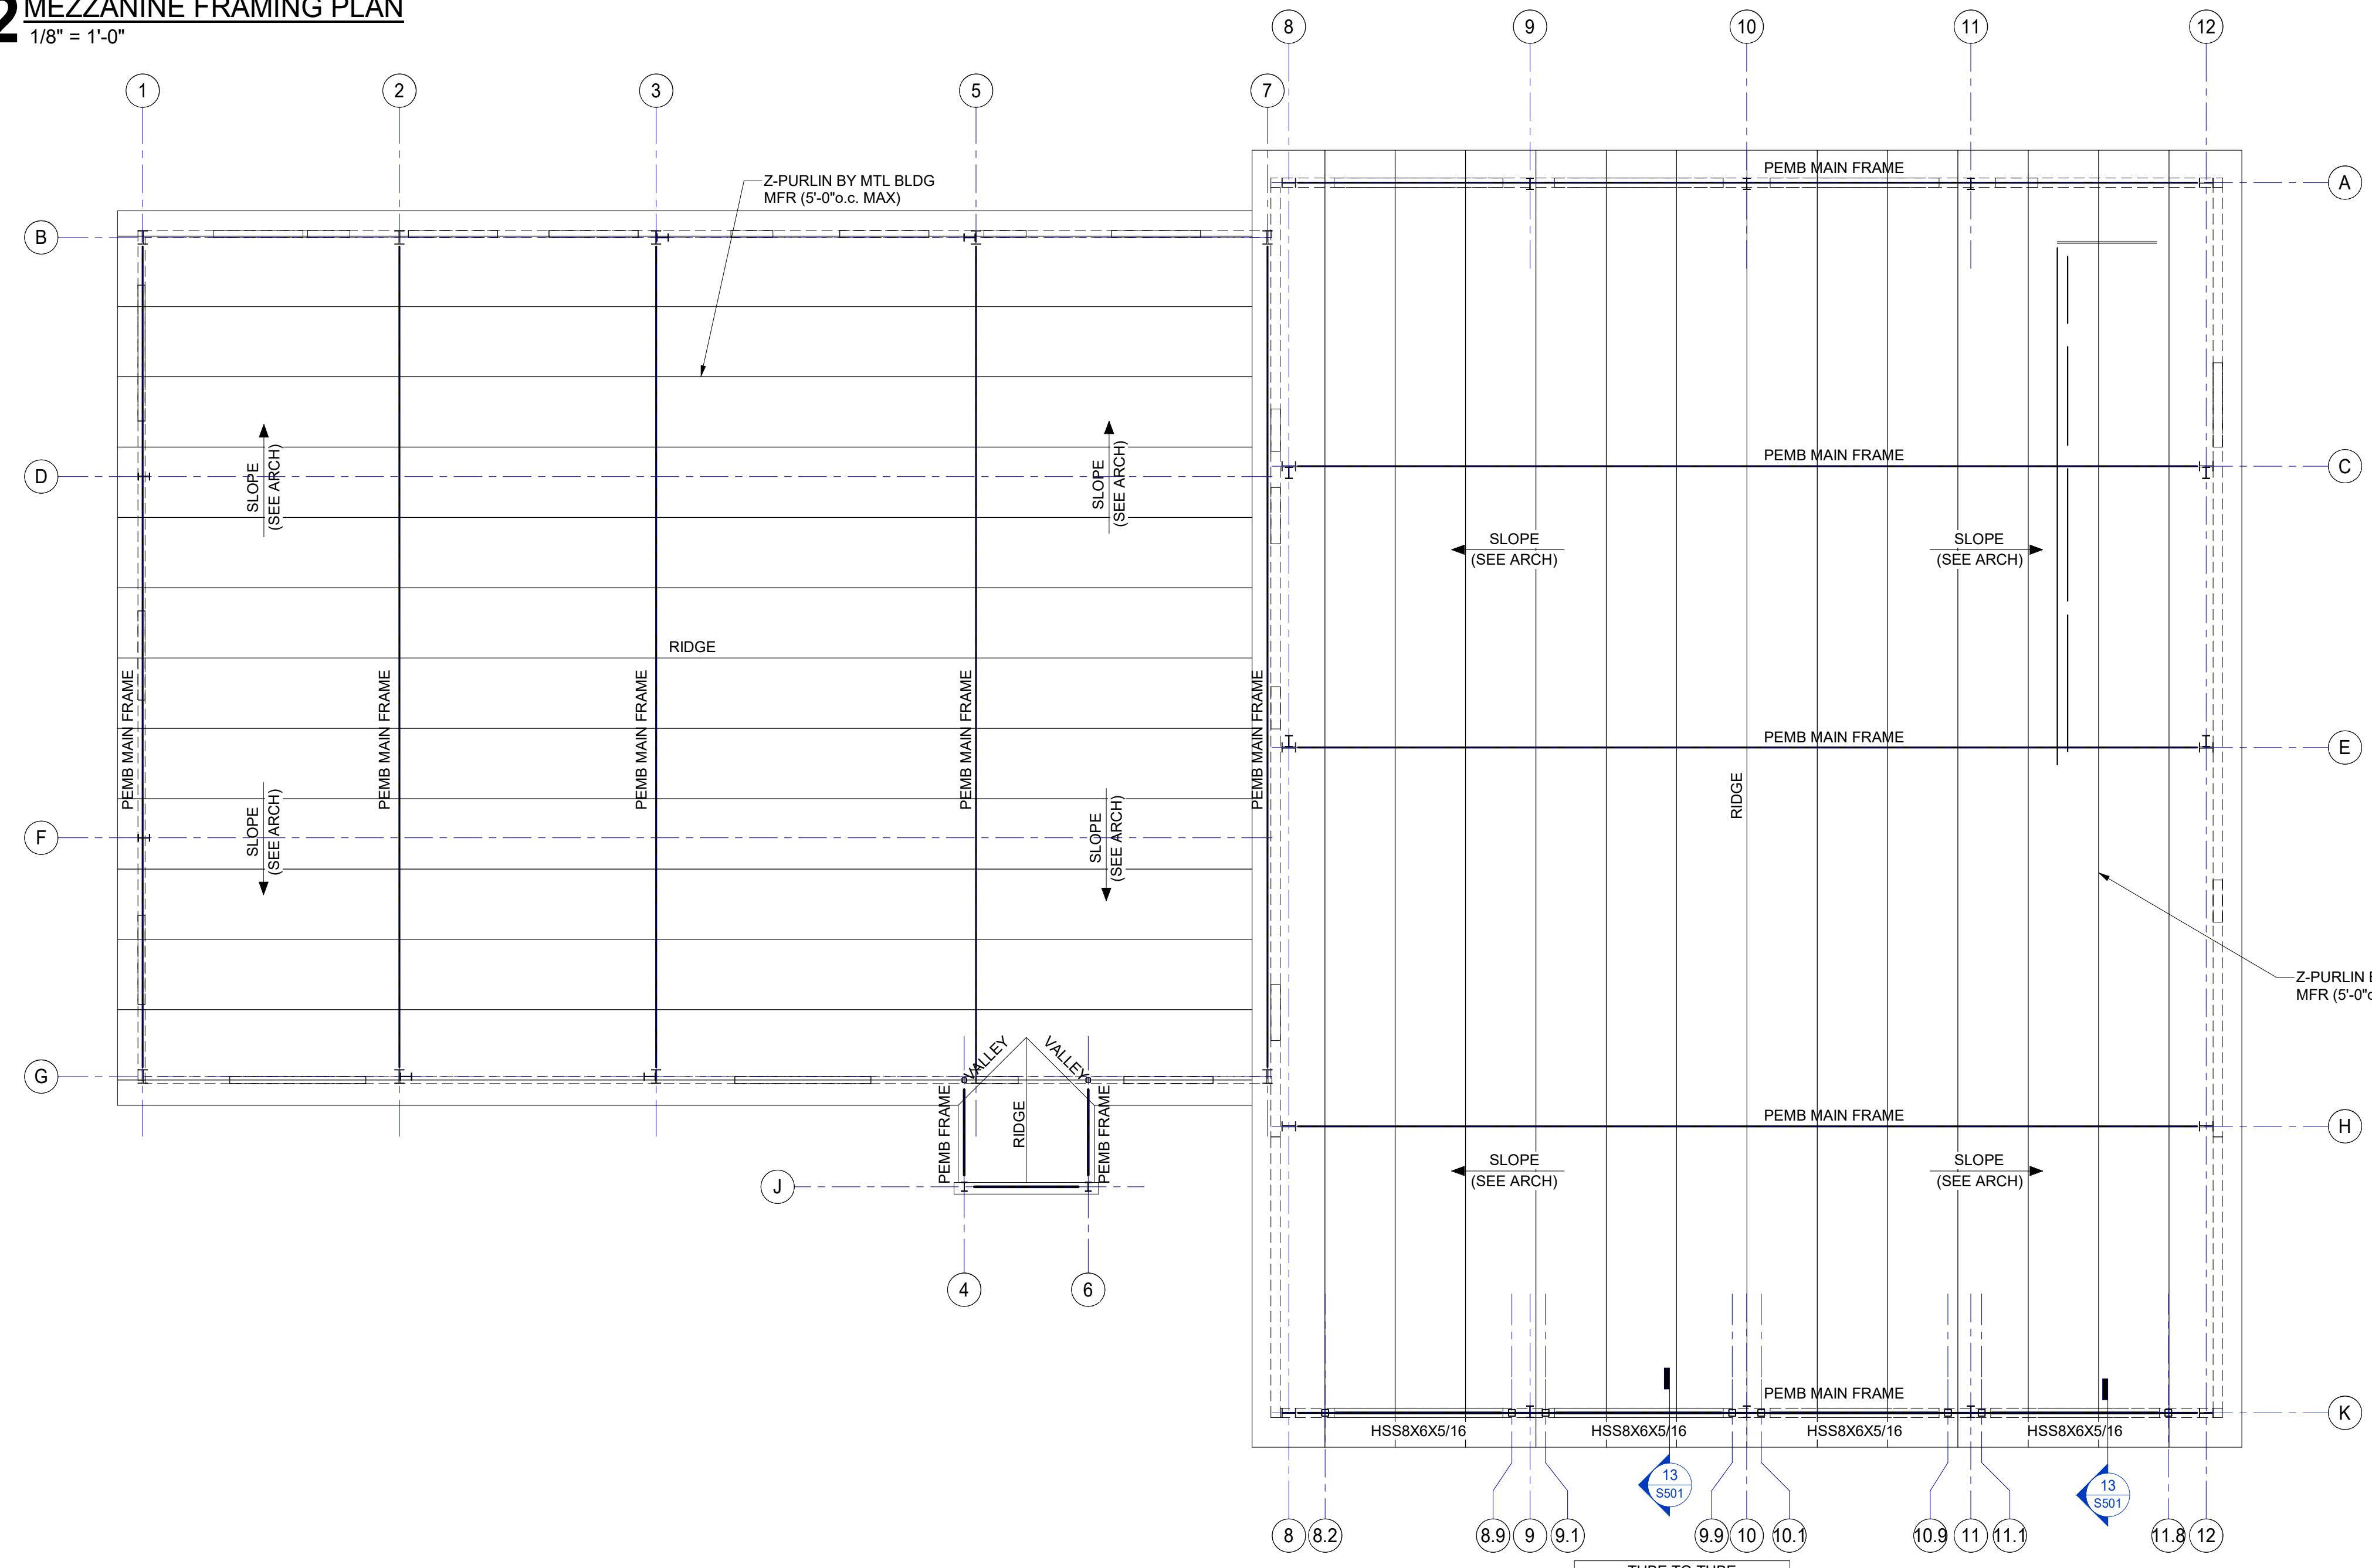 2 MEZZANINE FRAMING PLAN
1/8" = 1'-0"
8
9
10
11
12
1
2
3
5
7
PEMB MAIN FRAME
A
Z-PURLIN BY MTL BLDG
MFR (5'-0"o.c. MAX)
B
PEMB MAIN FRAME
C
D
SLOPE
(SEE ARCH)
SLOPE
(SEE ARCH)
SLOPE
(SEE ARCH)
SLOPE
(SEE ARCH)
RIDGE
PEMB MAIN FRAME
PEMB MAIN FRAME
PEMB MAIN FRAME
PEMB MAIN FRAME
PEMB MAIN FRAME
PEMB MAIN FRAME
E
RIDGE
F
SLOPE
(SEE ARCH)
SLOPE
(SEE ARCH)
Z-PURLIN
MFR (5'-0"
G
VALLEY
VALLEY
PEMB FRAME
RIDGE
PEMB FRAME
PEMB MAIN FRAME
H
SLOPE
(SEE ARCH)
SLOPE
(SEE ARCH)
J
4
6
PEMB MAIN FRAME
K
HSS8X6X5/16
HSS8X6X5/16
HSS8X6X5/16
HSS8X6X5/16
13
S501
13
S501
8
8.2
8.9
9
9.1
9.9
10
10.1
10.9
11
11.1
11.8
12
TUBE TO TUBE